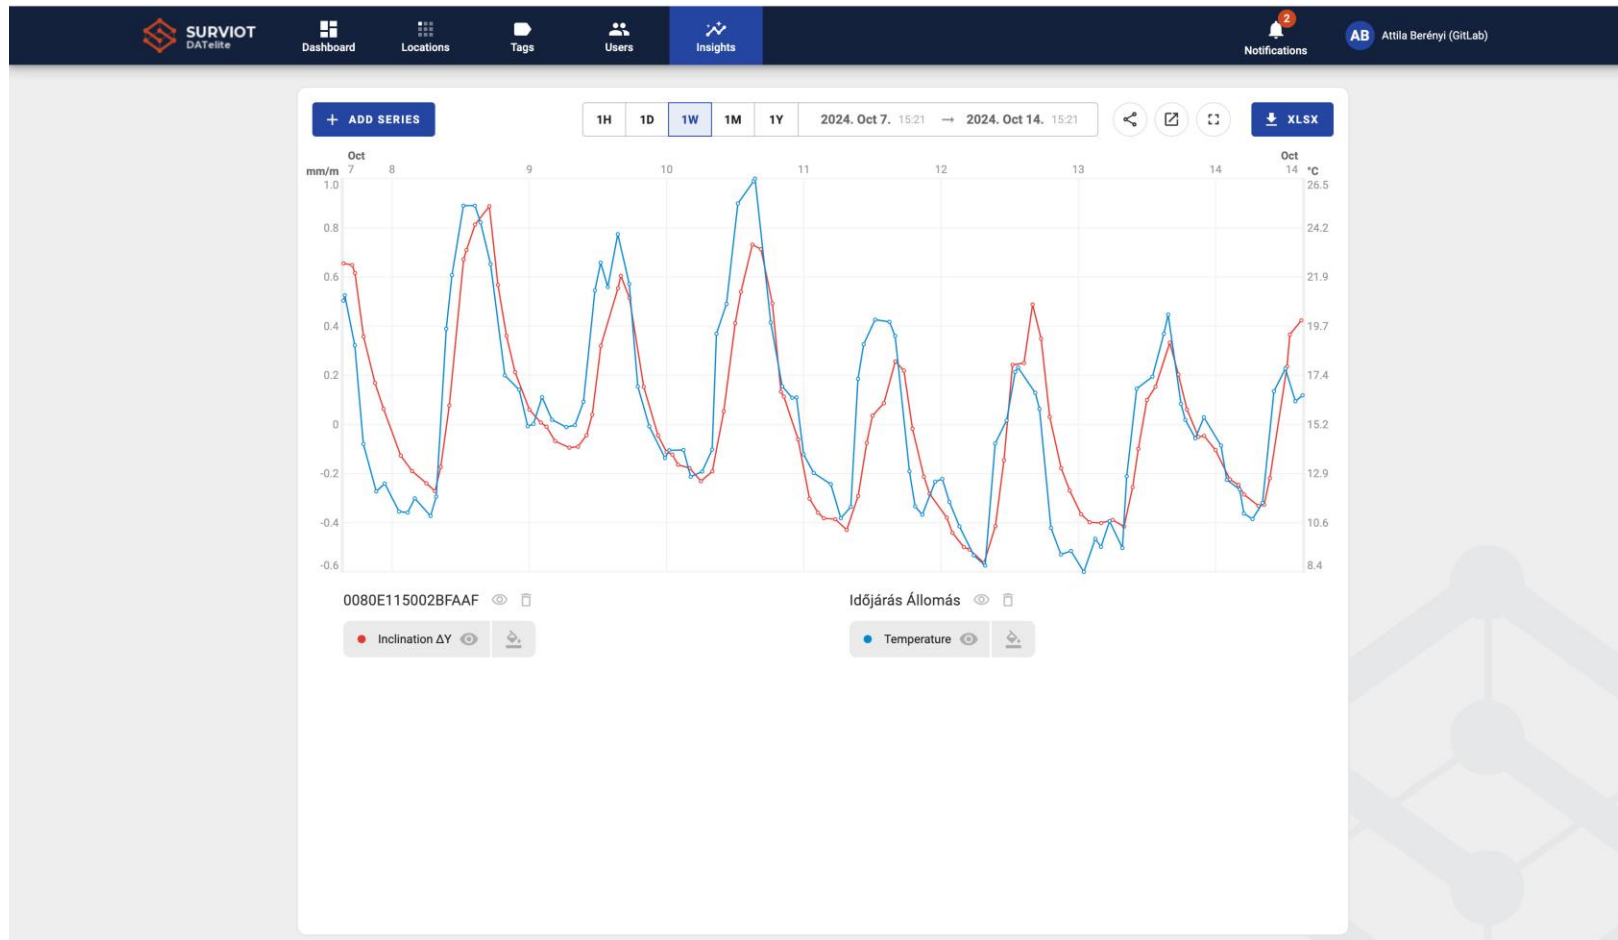 SURVIOT
DATelite
Dashboard
Locations
Tags
Users
Insights
2
Notifications
AB
Attila Berényi (GitLab)
+ ADD SERIES
1H 1D 1W 1M 1Y
2024. Oct 7. 15:21 → 2024. Oct 14. 15:21
XLSX
Oct Oct
mm/m 7 8 9 10 11 12 13 14 14 °C
1.0 26.5
0.8 24.2
0.6 21.9
0.4 19.7
0.2 17.4
0 15.2
-0.2 12.9
-0.4 10.6
-0.6 8.4
0080E115002BFAAF
Inclination ΔY
Időjárás Állomás
Temperature